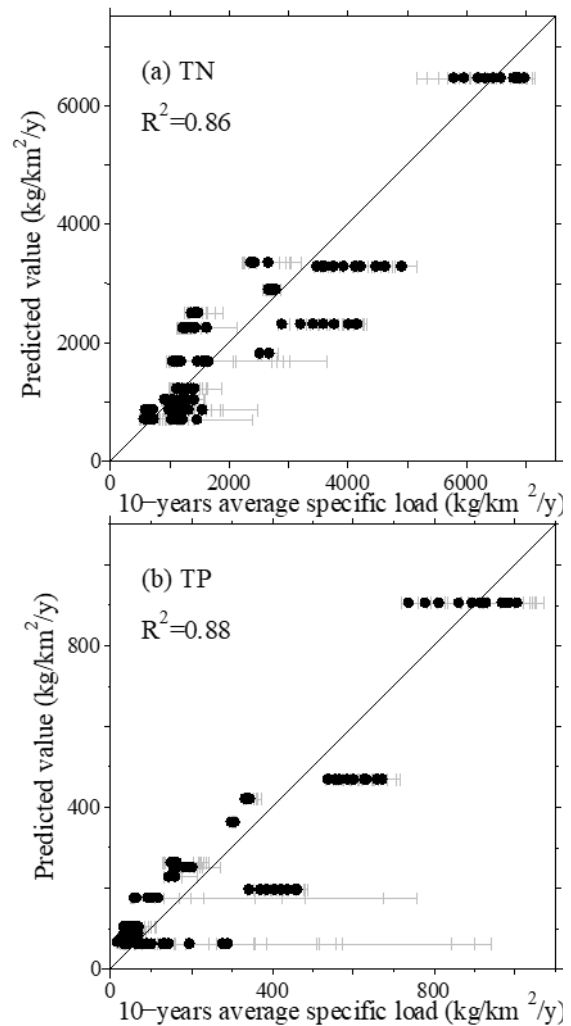 (a) TN
R²=0.86
Predicted value (kg/km²/y)
6000
4000
2000
0
0 2000 4000 6000
10−years average specific load (kg/km²/y)
(b) TP
R²=0.88
Predicted value (kg/km²/y)
800
400
0
0 400 800
10−years average specific load (kg/km²/y)